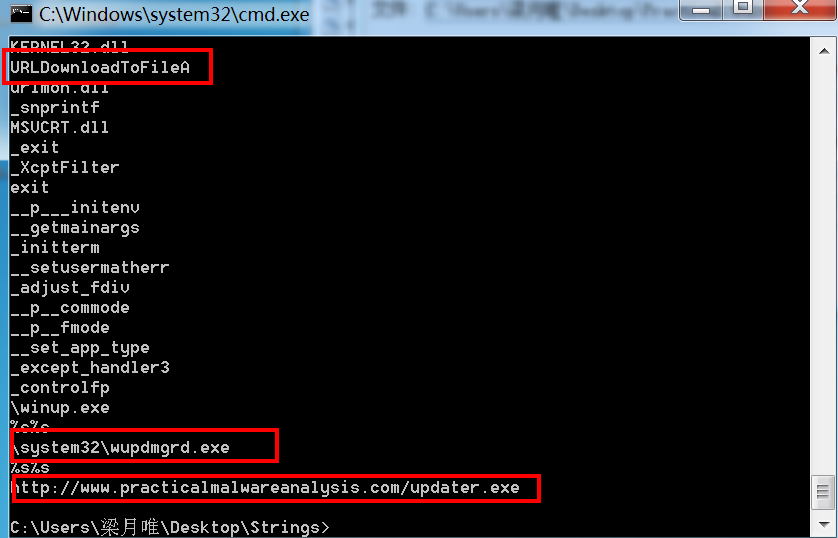 C:\Windows\system32\cmd.exe
KERNEL32.dll
URLDownloadToFileA
urlmon.dll
_snprintf
MSVCRT.dll
_exit
_XcptFilter
exit
__p___initenv
__getmainargs
_initterm
__setusermatherr
_adjust_fdiv
__p__commode
__p__fmode
__set_app_type
_except_handler3
_controlfp
\winup.exe
%s%s
\system32\wupdmgrd.exe
%s%s
http://www.practicalmalwareanalysis.com/updater.exe
C:\Users\梁月唯\Desktop\Strings>